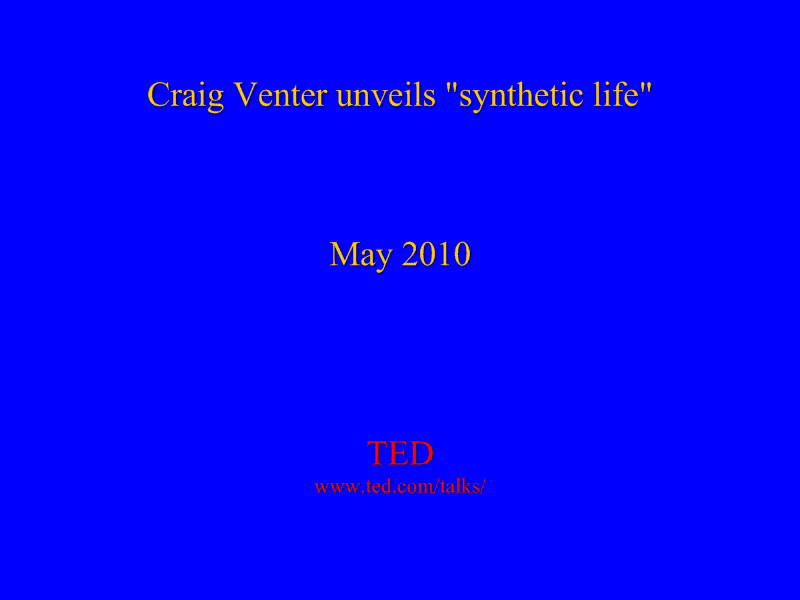 Craig Venter unveils "synthetic life"
May 2010
TED
www.ted.com/talks/